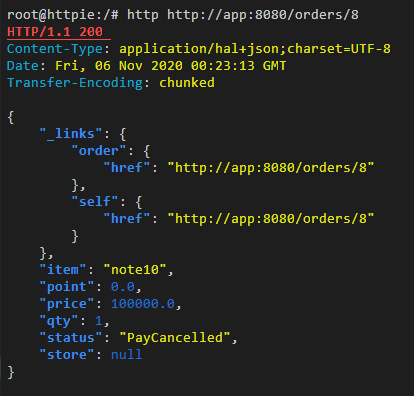 root@httpie:/# http http://app:8080/orders/8
HTTP/1.1 200
Content-Type: application/hal+json;charset=UTF-8
Date: Fri, 06 Nov 2020 00:23:13 GMT
Transfer-Encoding: chunked

{
    "_links": {
        "order": {
            "href": "http://app:8080/orders/8"
        },
        "self": {
            "href": "http://app:8080/orders/8"
        }
    },
    "item": "note10",
    "point": 0.0,
    "price": 100000.0,
    "qty": 1,
    "status": "PayCancelled",
    "store": null
}